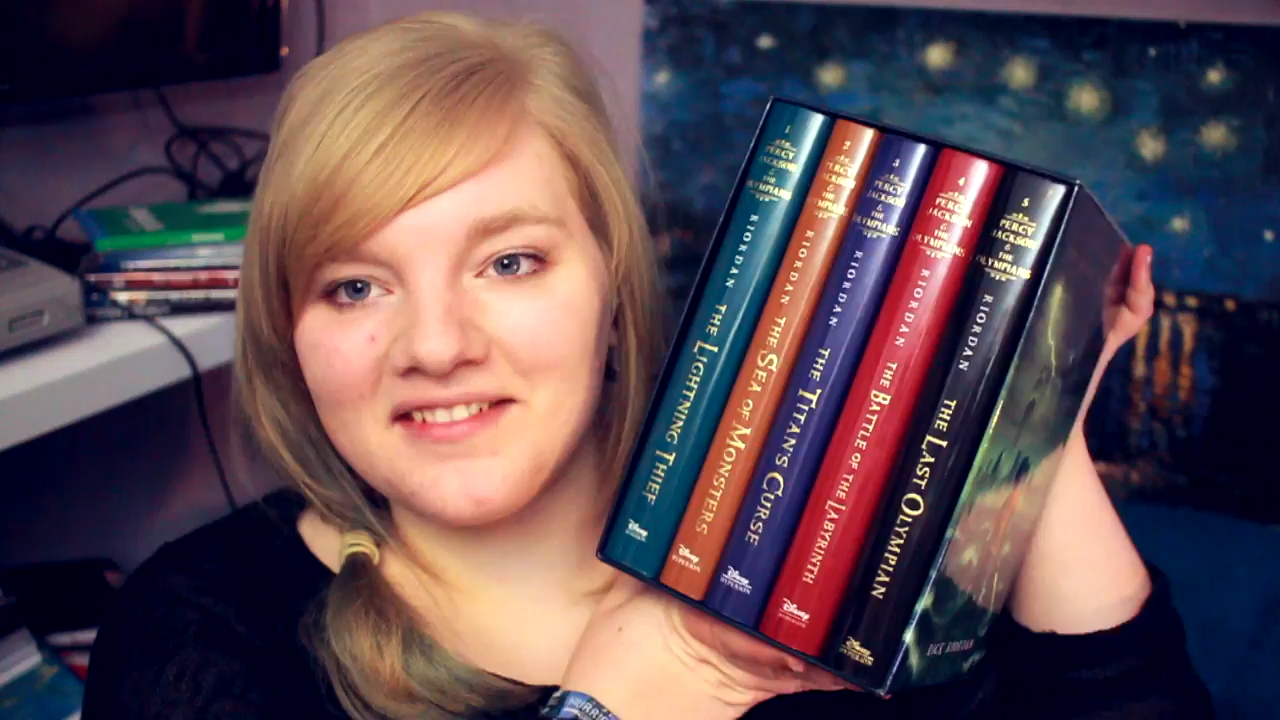 1
PERCY
JACKSON
&
THE
OLYMPIANS
RIORDAN THE LIGHTNING THIEF
Disney
2
PERCY
JACKSON
&
THE
OLYMPIANS
RIORDAN THE SEA OF MONSTERS
Disney
HYPERION
3
PERCY
JACKSON
&
THE
OLYMPIANS
RIORDAN THE TITAN'S CURSE
Disney
HYPERION
4
PERCY
JACKSON
&
THE
OLYMPIANS
RIORDAN THE BATTLE OF THE LABYRINTH
Disney
5
PERCY
JACKSON
&
THE
OLYMPIANS
RIORDAN THE LAST OLYMPIAN
Disney
HYPERION
RICK RIORDAN